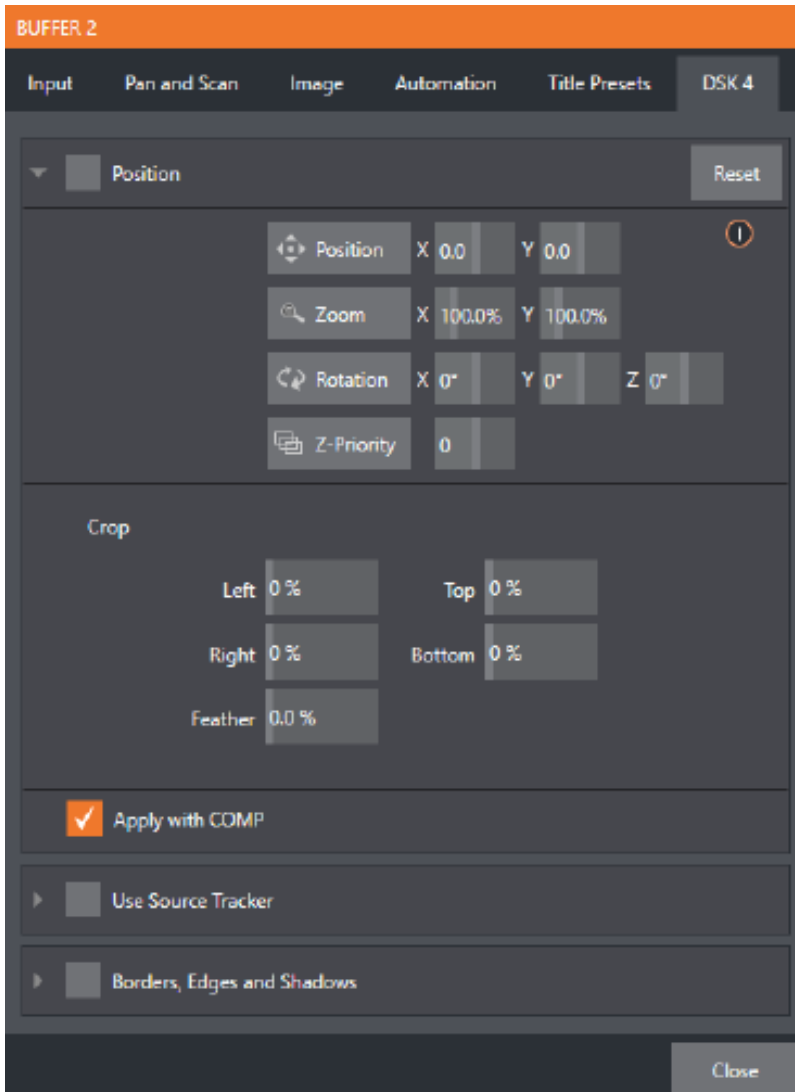 BUFFER 2
Input Pan and Scan Image Automation Title Presets DSK 4
Position Reset
Position X 0.0 Y 0.0
Zoom X 100.0% Y 100.0%
Rotation X 0° Y 0° Z 0°
Z-Priority 0
Crop
Left 0 % Top 0 %
Right 0 % Bottom 0 %
Feather 0.0 %
Apply with COMP
Use Source Tracker
Borders, Edges and Shadows
Close